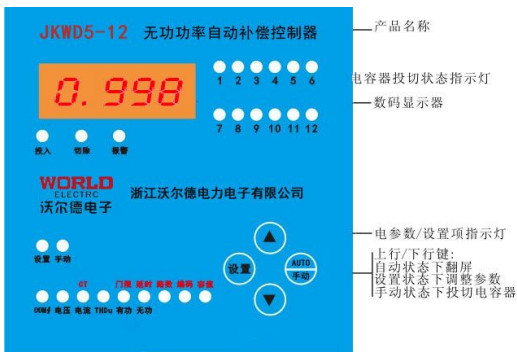 JKWD5-12 无功功率自动补偿控制器
产品名称
1 2 3 4 5 6
电容器投切状态指示灯
0.998
数码显示器
7 8 9 10 11 12
投入 切除 报警
WORLD
ELECTRC
沃尔德电子
浙江沃尔德电力电子有限公司
电参数/设置项指示灯
设置 手动
设置
AUTO
手动
上行/下行键:
自动状态下翻屏
设置状态下调整参数
手动状态下投切电容器
CT 门限 延时 编码 容值
COMΦ 电压 电流 THDu 有功 无功